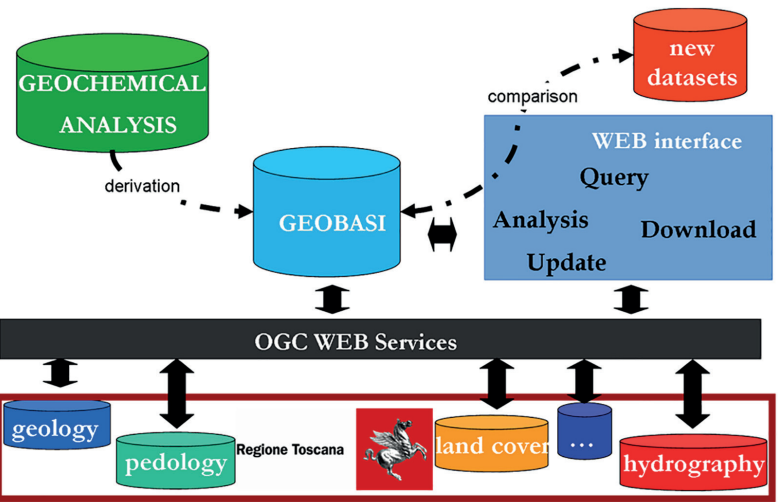 new
datasets
GEOCHEMICAL
ANALYSIS
comparison
WEB interface
Query
derivation
GEOBASI
Analysis
Download
Update
OGC WEB Services
geology
pedology
Regione Toscana
land cover
...
hydrography